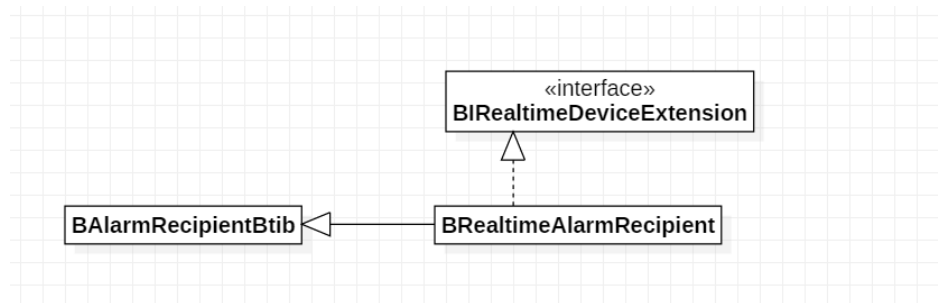 «interface»
BIRealtimeDeviceExtension
BAlarmRecipientBtib
BRealtimeAlarmRecipient